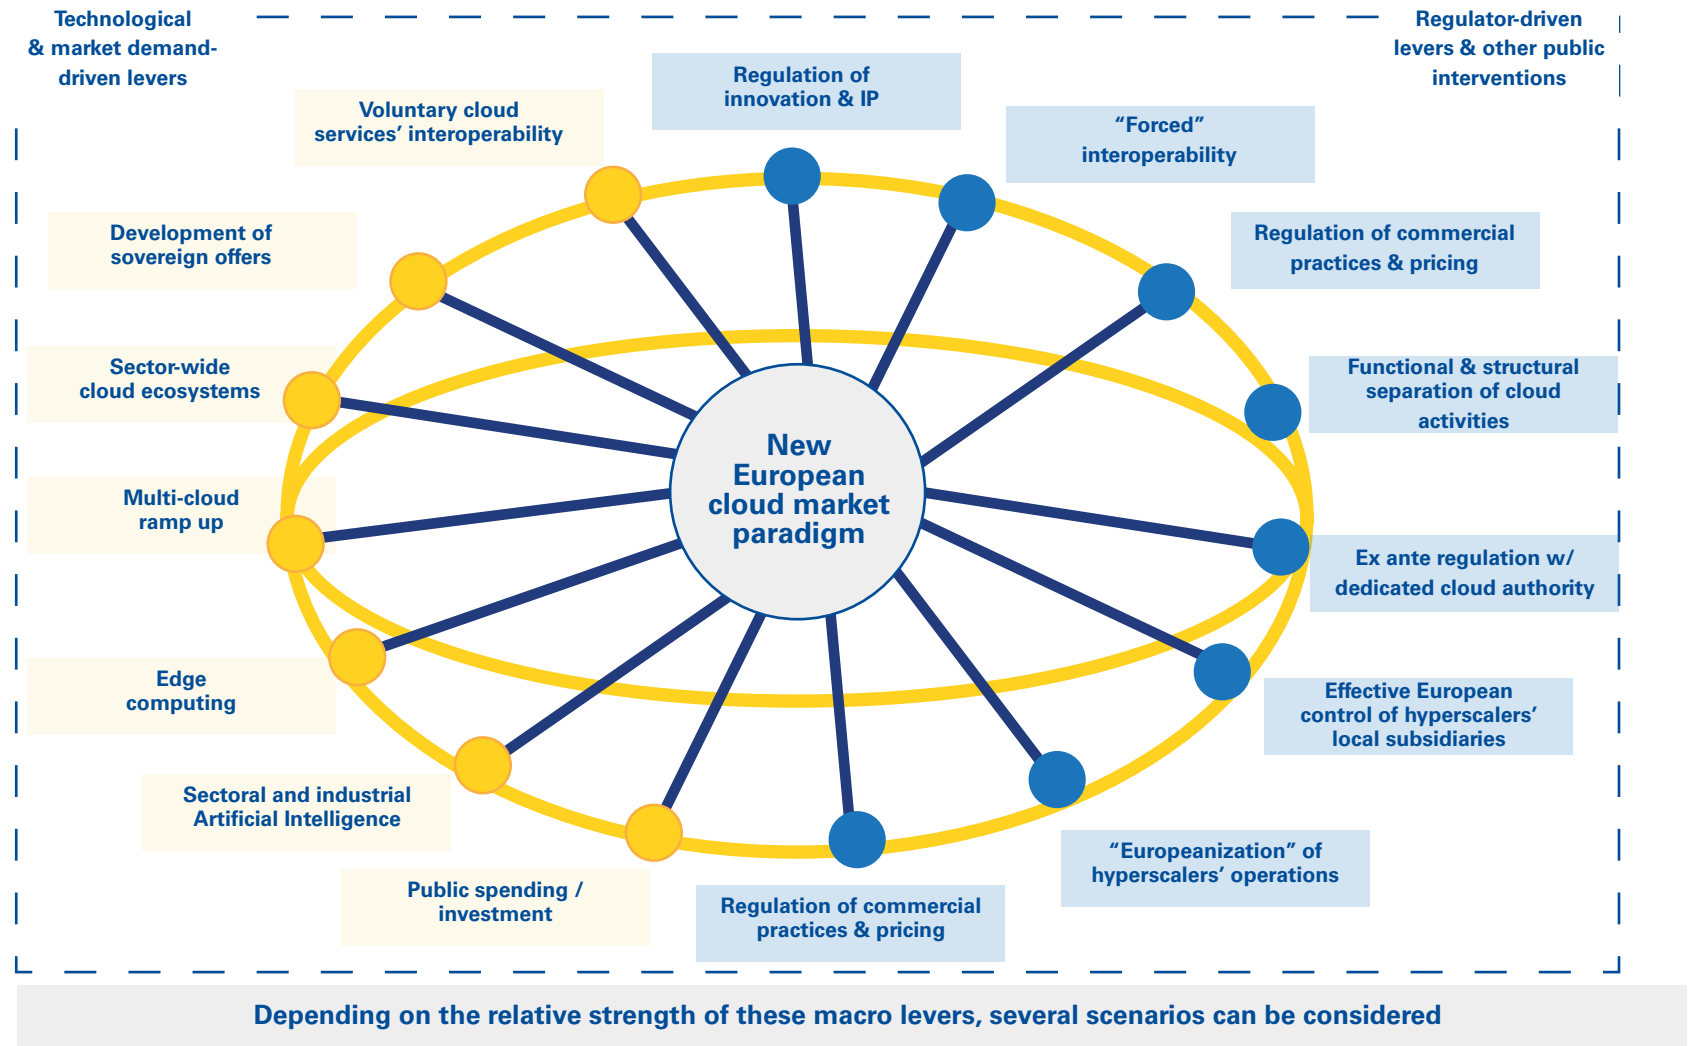 Technological
& market demand-
driven levers
Regulator-driven
levers & other public
interventions
Regulation of
innovation & IP
Voluntary cloud
services’ interoperability
“Forced”
interoperability
Development of
sovereign offers
Regulation of commercial
practices & pricing
Sector-wide
cloud ecosystems
Functional & structural
separation of cloud
activities
New
European
cloud market
paradigm
Multi-cloud
ramp up
Ex ante regulation w/
dedicated cloud authority
Edge
computing
Effective European
control of hyperscalers’
local subsidiaries
Sectoral and industrial
Artificial Intelligence
“Europeanization” of
hyperscalers’ operations
Public spending /
investment
Regulation of commercial
practices & pricing
Depending on the relative strength of these macro levers, several scenarios can be considered